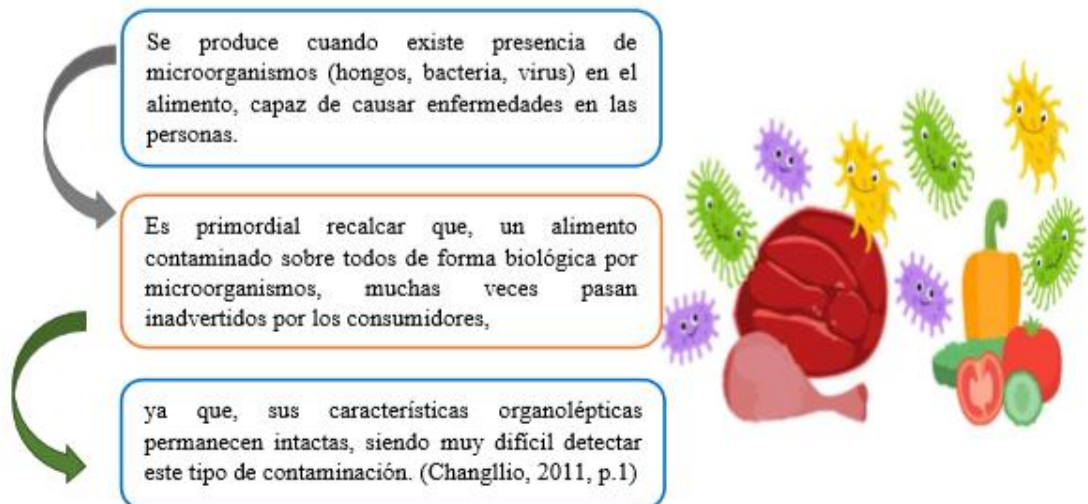 Se produce cuando existe presencia de
microorganismos (hongos, bacteria, virus) en el
alimento, capaz de causar enfermedades en las
personas.
Es primordial recalcar que, un alimento
contaminado sobre todos de forma biológica por
microorganismos, muchas veces pasan
inadvertidos por los consumidores,
ya que, sus características organolépticas
permanecen intactas, siendo muy difícil detectar
este tipo de contaminación. (Changllio, 2011, p.1)